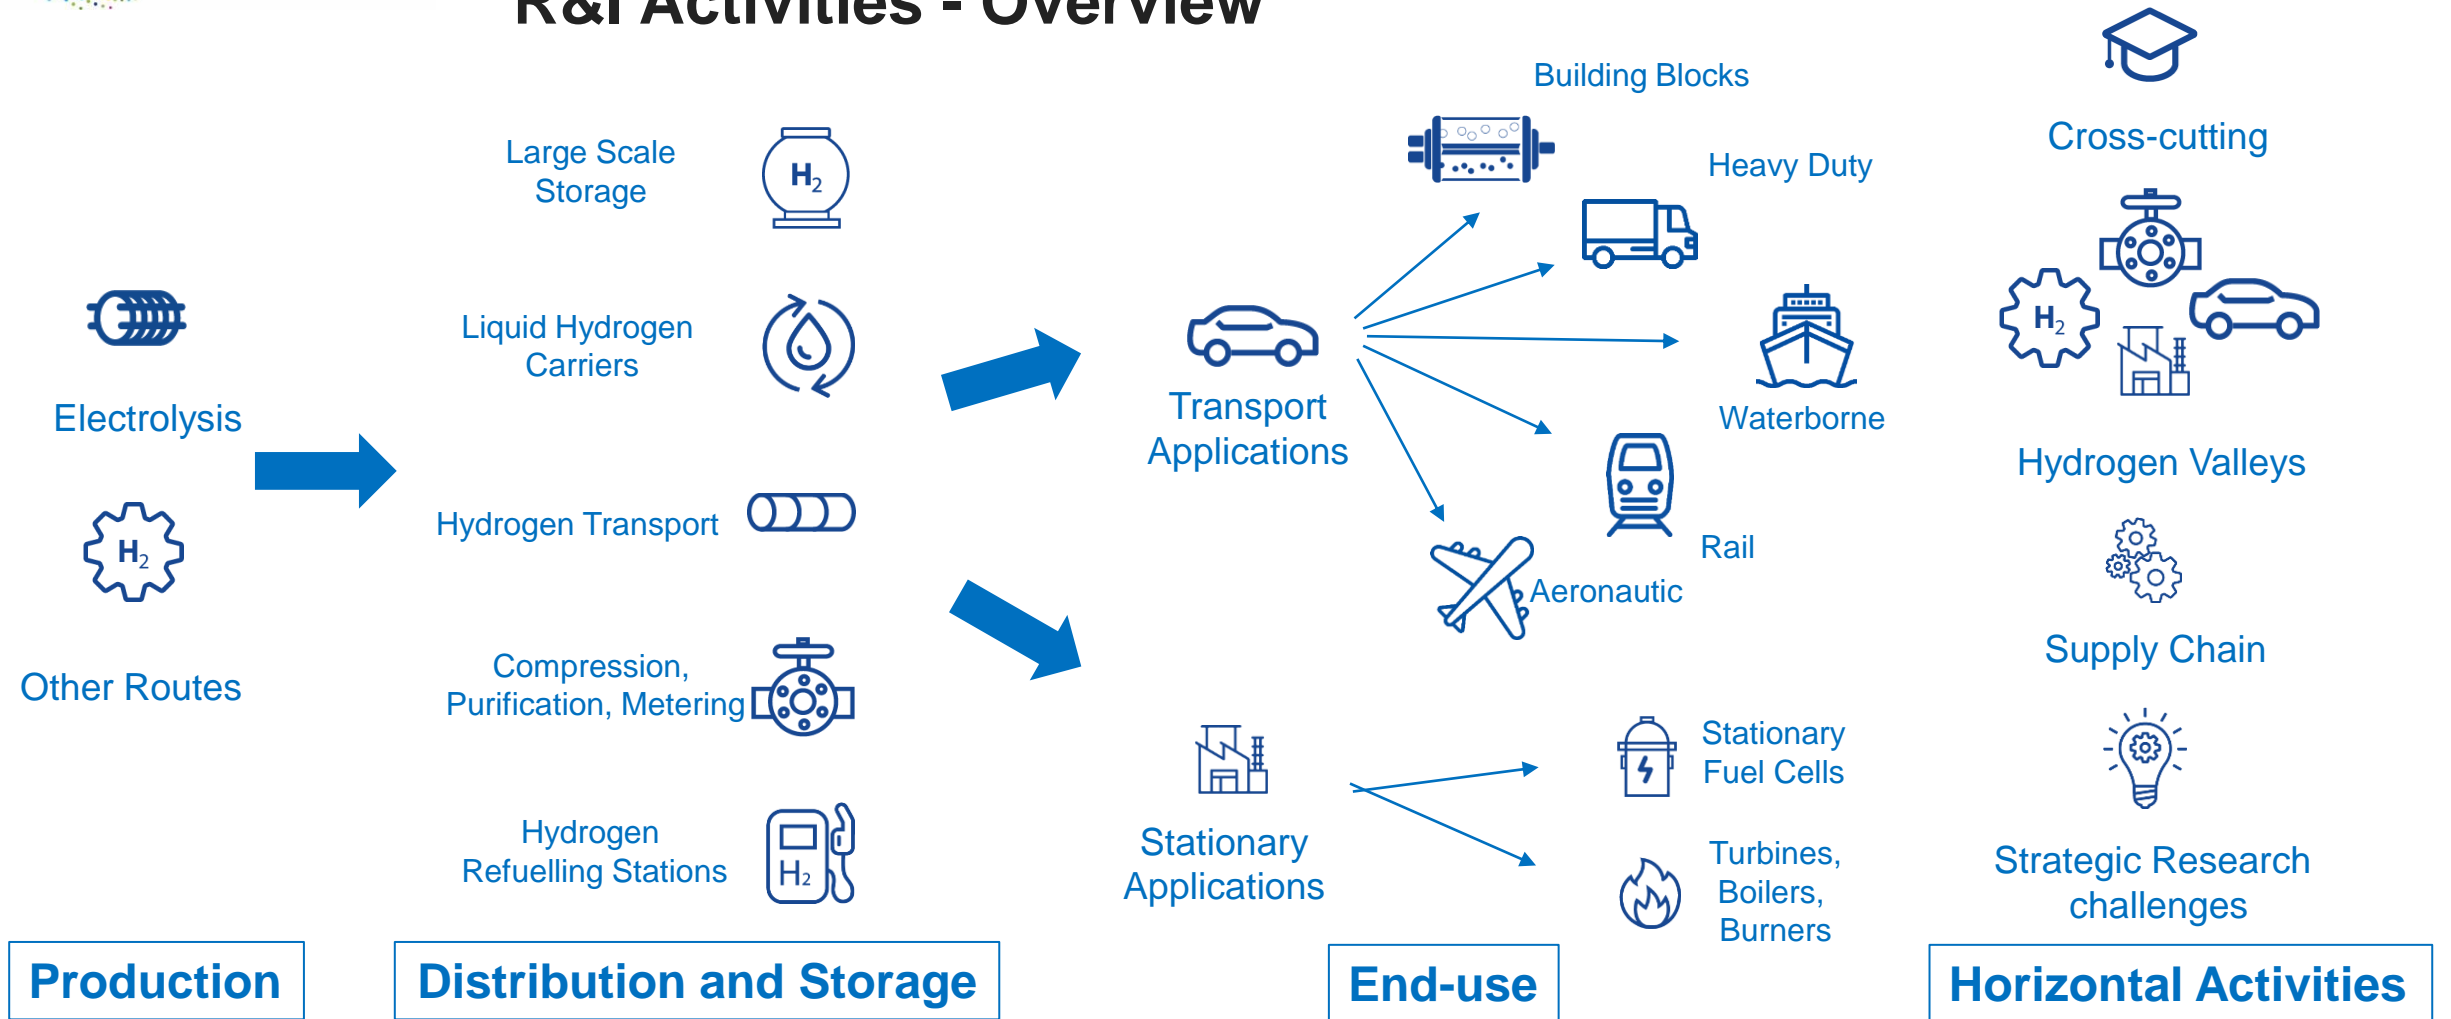 R&I Activities - Overview
Electrolysis
H2
Other Routes
Production
Large Scale
Storage
H2
Liquid Hydrogen
Carriers
Hydrogen Transport
Compression,
Purification, Metering
Hydrogen
Refuelling Stations
H2
Distribution and Storage
Transport
Applications
Building Blocks
Heavy Duty
Waterborne
Rail
Aeronautic
Stationary
Applications
Stationary
Fuel Cells
Turbines,
Boilers,
Burners
End-use
Cross-cutting
H2
Hydrogen Valleys
Supply Chain
Strategic Research
challenges
Horizontal Activities